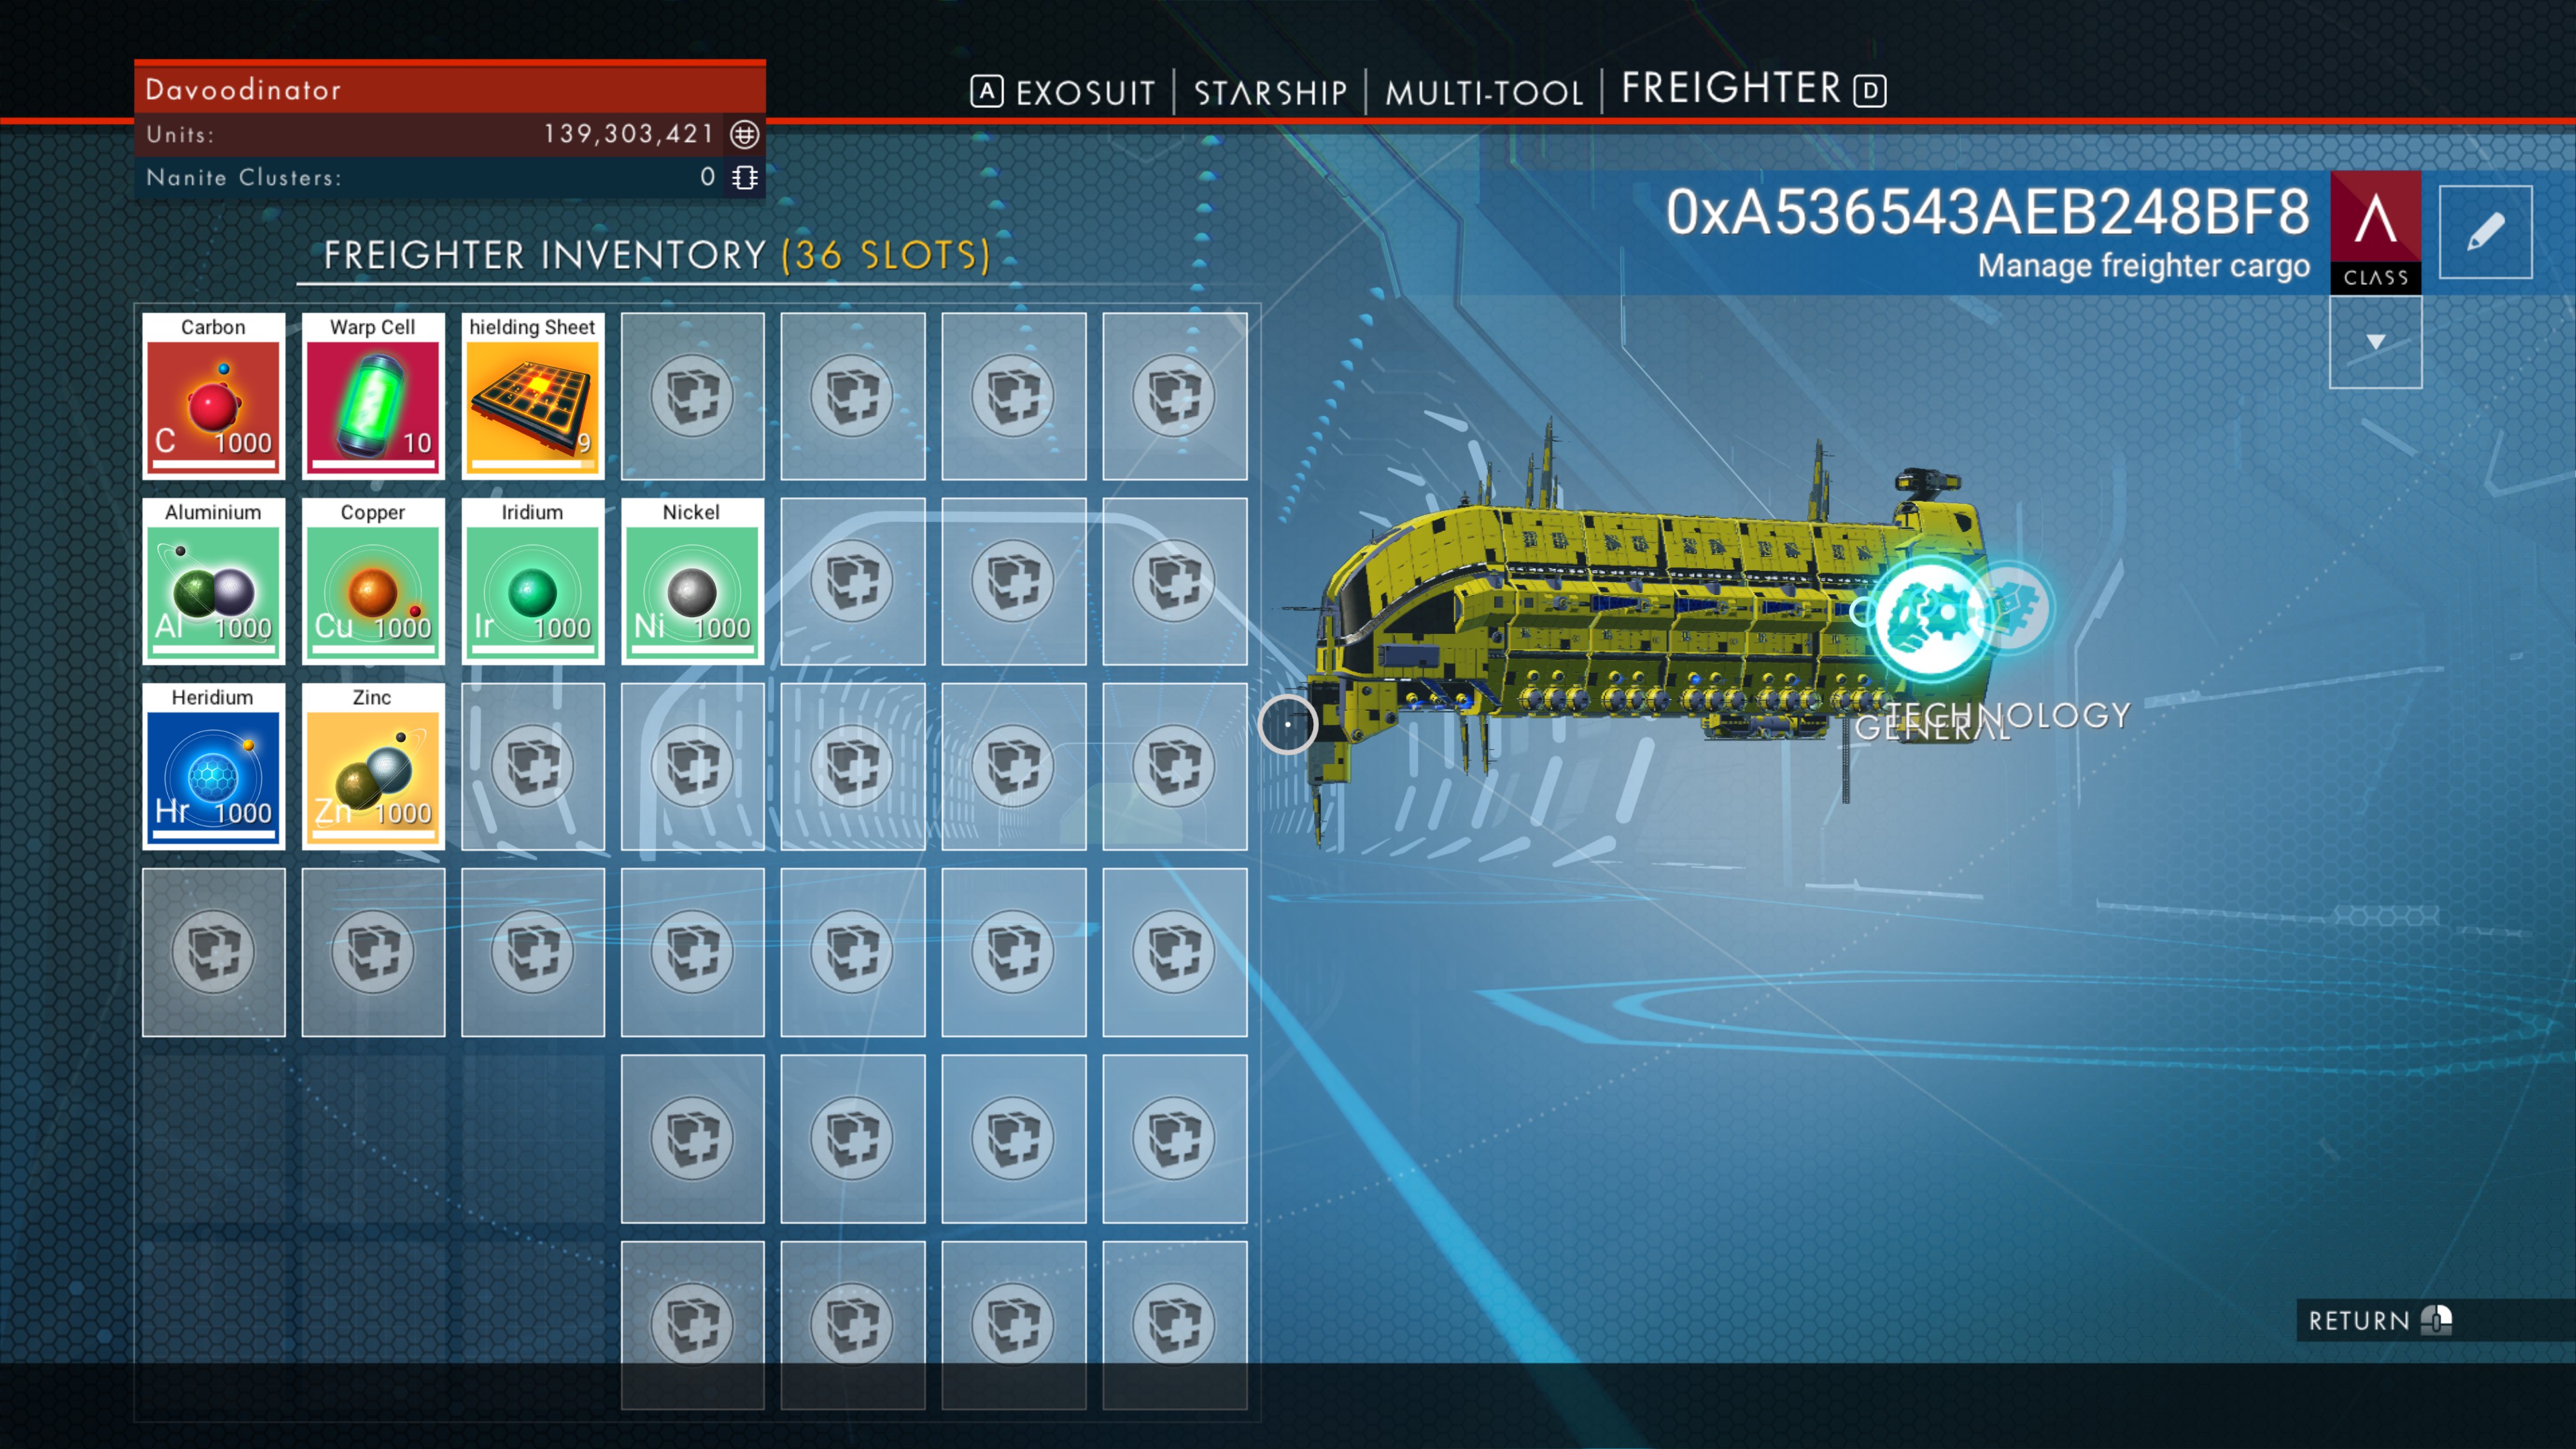 Davoodinator
Units: 139,303,421
Nanite Clusters: 0
A EXOSUIT STARSHIP MULTI-TOOL FREIGHTER D
0xA536543AEB248BF8
Manage freighter cargo
A
CLASS
FREIGHTER INVENTORY (36 SLOTS)
Carbon Warp Cell hielding Sheet
C 1000 10 9
Aluminium Copper Iridium Nickel
Al 1000 Cu 1000 Ir 1000 Ni 1000
Heridium Zinc
Hr 1000 Zn 1000
TECHNOLOGY
GENERAL
RETURN